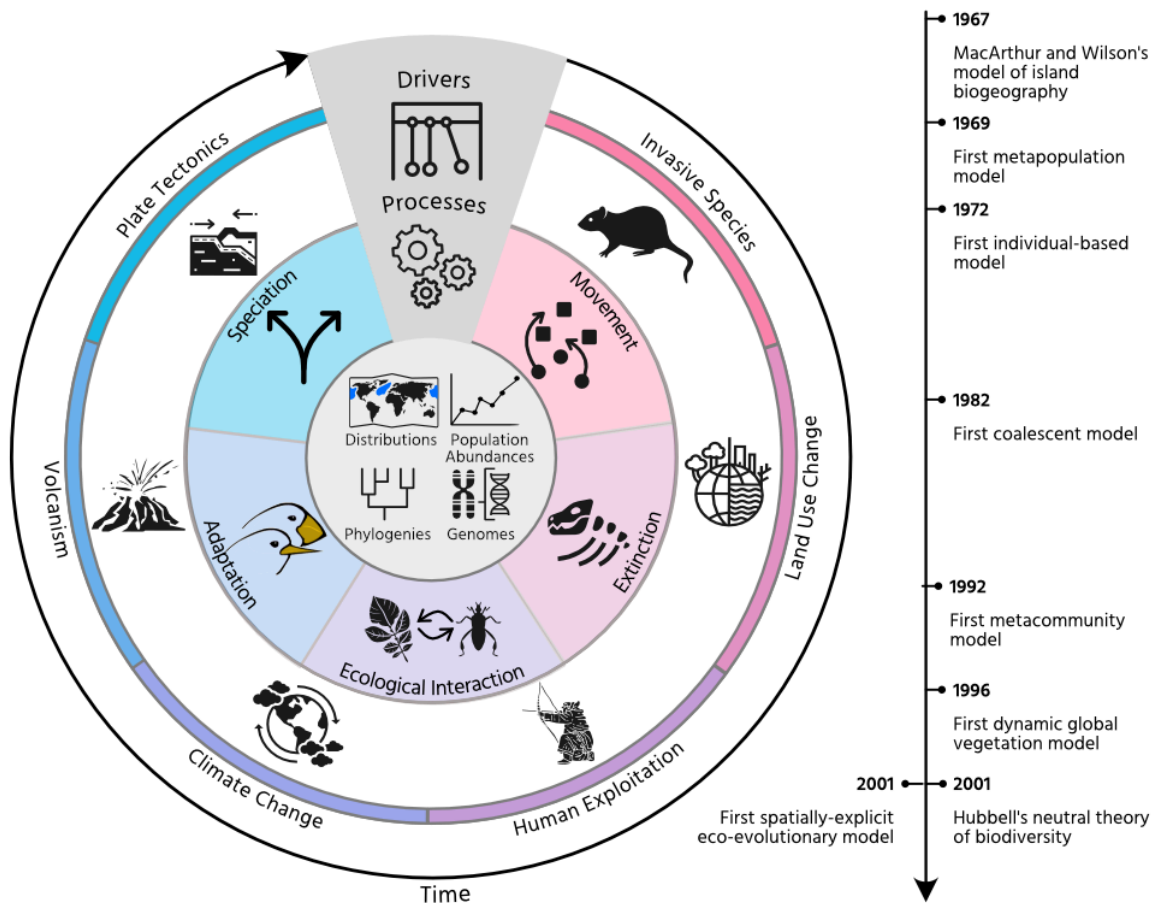 Drivers
Processes
Invasive Species
Land Use Change
Human Exploitation
Climate Change
Volcanism
Plate Tectonics
Movement
Extinction
Ecological Interaction
Adaptation
Speciation
Distributions
Population
Abundances
Phylogenies
Genomes
Time
1967
MacArthur and Wilson's
model of island
biogeography
1969
First metapopulation
model
1972
First individual-based
model
1982
First coalescent model
1992
First metacommunity
model
1996
First dynamic global
vegetation model
2001
First spatially-explicit
eco-evolutionary model
2001
Hubbell's neutral theory
of biodiversity